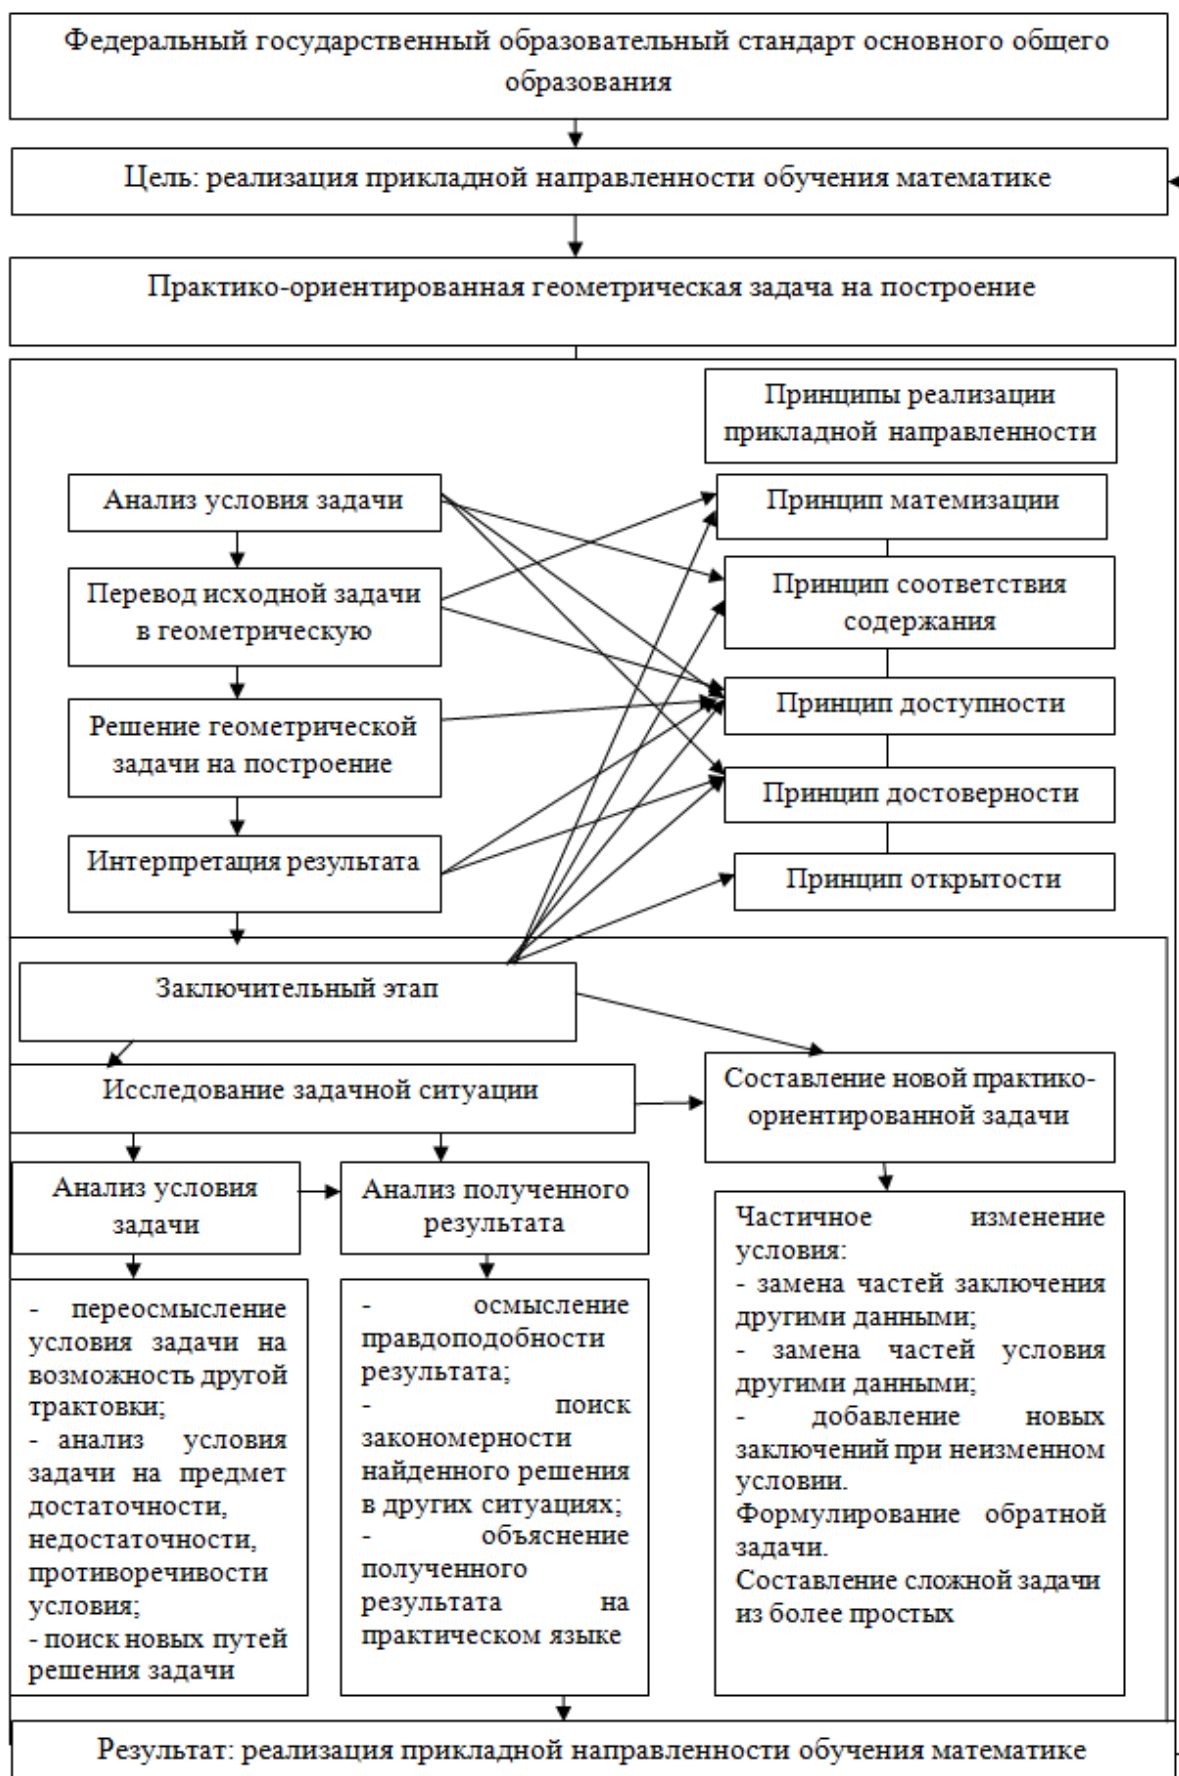 Федеральный государственный образовательный стандарт основного общего
образования
Цель: реализация прикладной направленности обучения математике
Практико-ориентированная геометрическая задача на построение
Принципы реализации
прикладной направленности
Анализ условия задачи
Перевод исходной задачи
в геометрическую
Решение геометрической
задачи на построение
Интерпретация результата
Принцип матемизации
Принцип соответствия
содержания
Принцип доступности
Принцип достоверности
Принцип открытости
Заключительный этап
Исследование задачной ситуации
Составление новой практико-
ориентированной задачи
Анализ условия
задачи
Анализ полученного
результата
- переосмысление
условия задачи на
возможность другой
трактовки;
- анализ условия
задачи на предмет
достаточности,
недостаточности,
противоречивости
условия;
- поиск новых путей
решения задачи
- осмысление
правдоподобности
результата;
- поиск
закономерности
найденного решения
в других ситуациях;
- объяснение
полученного
результата на
практическом языке
Частичное изменение
условия:
- замена частей заключения
другими данными;
- замена частей условия
другими данными;
- добавление новых
заключений при неизменном
условии.
Формулирование обратной
задачи.
Составление сложной задачи
из более простых
Результат: реализация прикладной направленности обучения математике